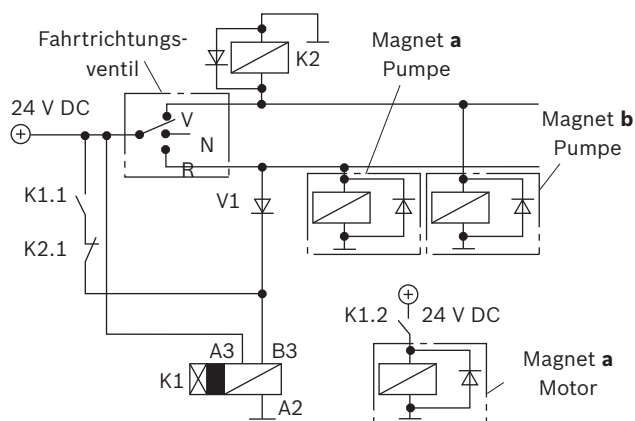 Fahrtrichtungs-
ventil
K2
Magnet a
Pumpe
24 V DC
V
N
R
Magnet b
Pumpe
K1.1
V1
K2.1
K1.2
24 V DC
A3
B3
K1
A2
Magnet a
Motor